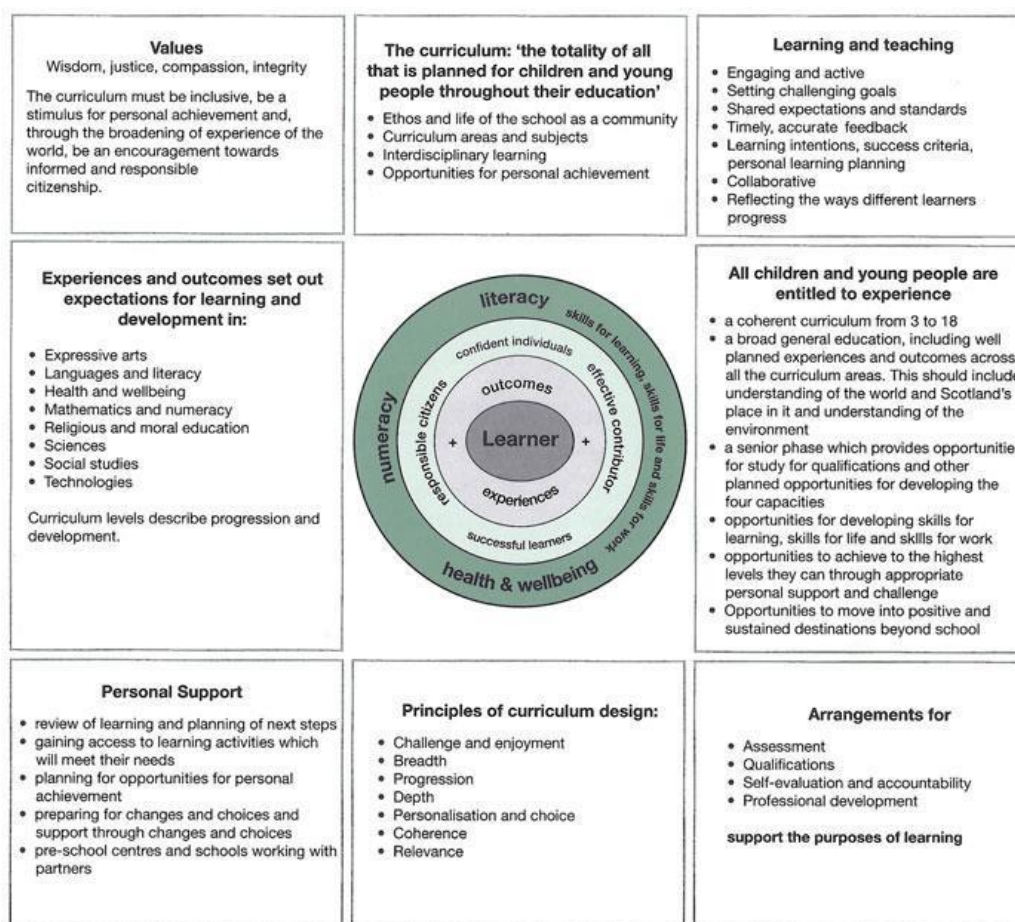 Values
Wisdom, justice, compassion, integrity
The curriculum must be inclusive, be a
stimulus for personal achievement and,
through the broadening of experience of the
world, be an encouragement towards
informed and responsible
citizenship.
The curriculum: ‘the totality of all
that is planned for children and young
people throughout their education’
• Ethos and life of the school as a community
• Curriculum areas and subjects
• Interdisciplinary learning
• Opportunities for personal achievement
Learning and teaching
• Engaging and active
• Setting challenging goals
• Shared expectations and standards
• Timely, accurate feedback
• Learning intentions, success criteria,
personal learning planning
• Collaborative
• Reflecting the ways different learners
progress
Experiences and outcomes set out
expectations for learning and
development in:
• Expressive arts
• Languages and literacy
• Health and wellbeing
• Mathematics and numeracy
• Religious and moral education
• Sciences
• Social studies
• Technologies
Curriculum levels describe progression and
development.
literacy
skills for learning, skills for life and skills for work
numeracy
health & wellbeing
confident individuals
effective contributor
responsible citizens
successful learners
outcomes
+ Learner +
experiences
All children and young people are
entitled to experience
• a coherent curriculum from 3 to 18
• a broad general education, including well
planned experiences and outcomes across
all the curriculum areas. This should include
understanding of the world and Scotland's
place in it and understanding of the
environment
• a senior phase which provides opportunitie
for study for qualifications and other
planned opportunities for developing the
four capacities
• opportunities for developing skills for
learning, skills for life and skills for work
• opportunities to achieve to the highest
levels they can through appropriate
personal support and challenge
• Opportunities to move into positive and
sustained destinations beyond school
Personal Support
• review of learning and planning of next steps
• gaining access to learning activities which
will meet their needs
• planning for opportunities for personal
achievement
• preparing for changes and choices and
support through changes and choices
• pre-school centres and schools working with
partners
Principles of curriculum design:
• Challenge and enjoyment
• Breadth
• Progression
• Depth
• Personalisation and choice
• Coherence
• Relevance
Arrangements for
• Assessment
• Qualifications
• Self-evaluation and accountability
• Professional development
support the purposes of learning